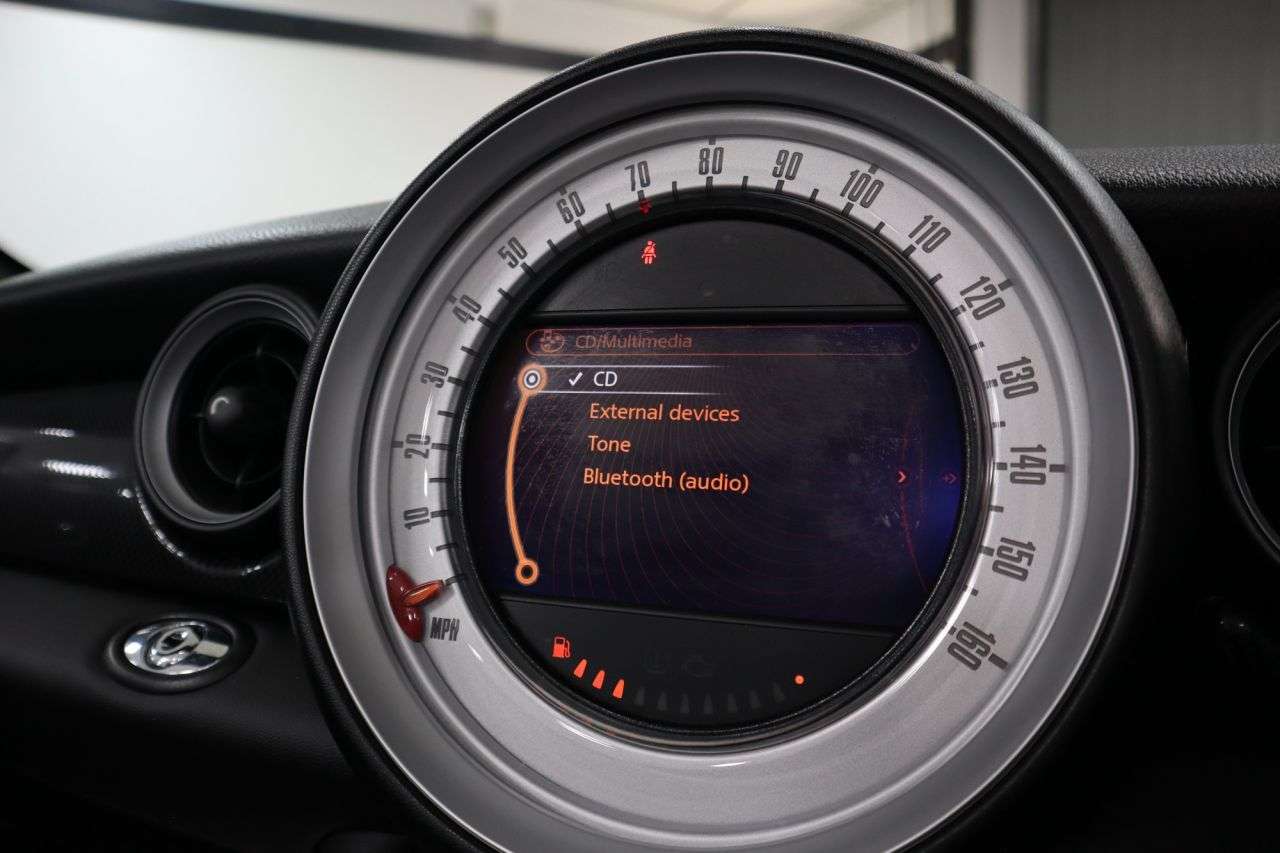 10
20
30
40
50
60
70
80
90
100
110
120
130
140
150
160
MPH
CD/Multimedia
✓ CD
External devices
Tone
Bluetooth (audio)